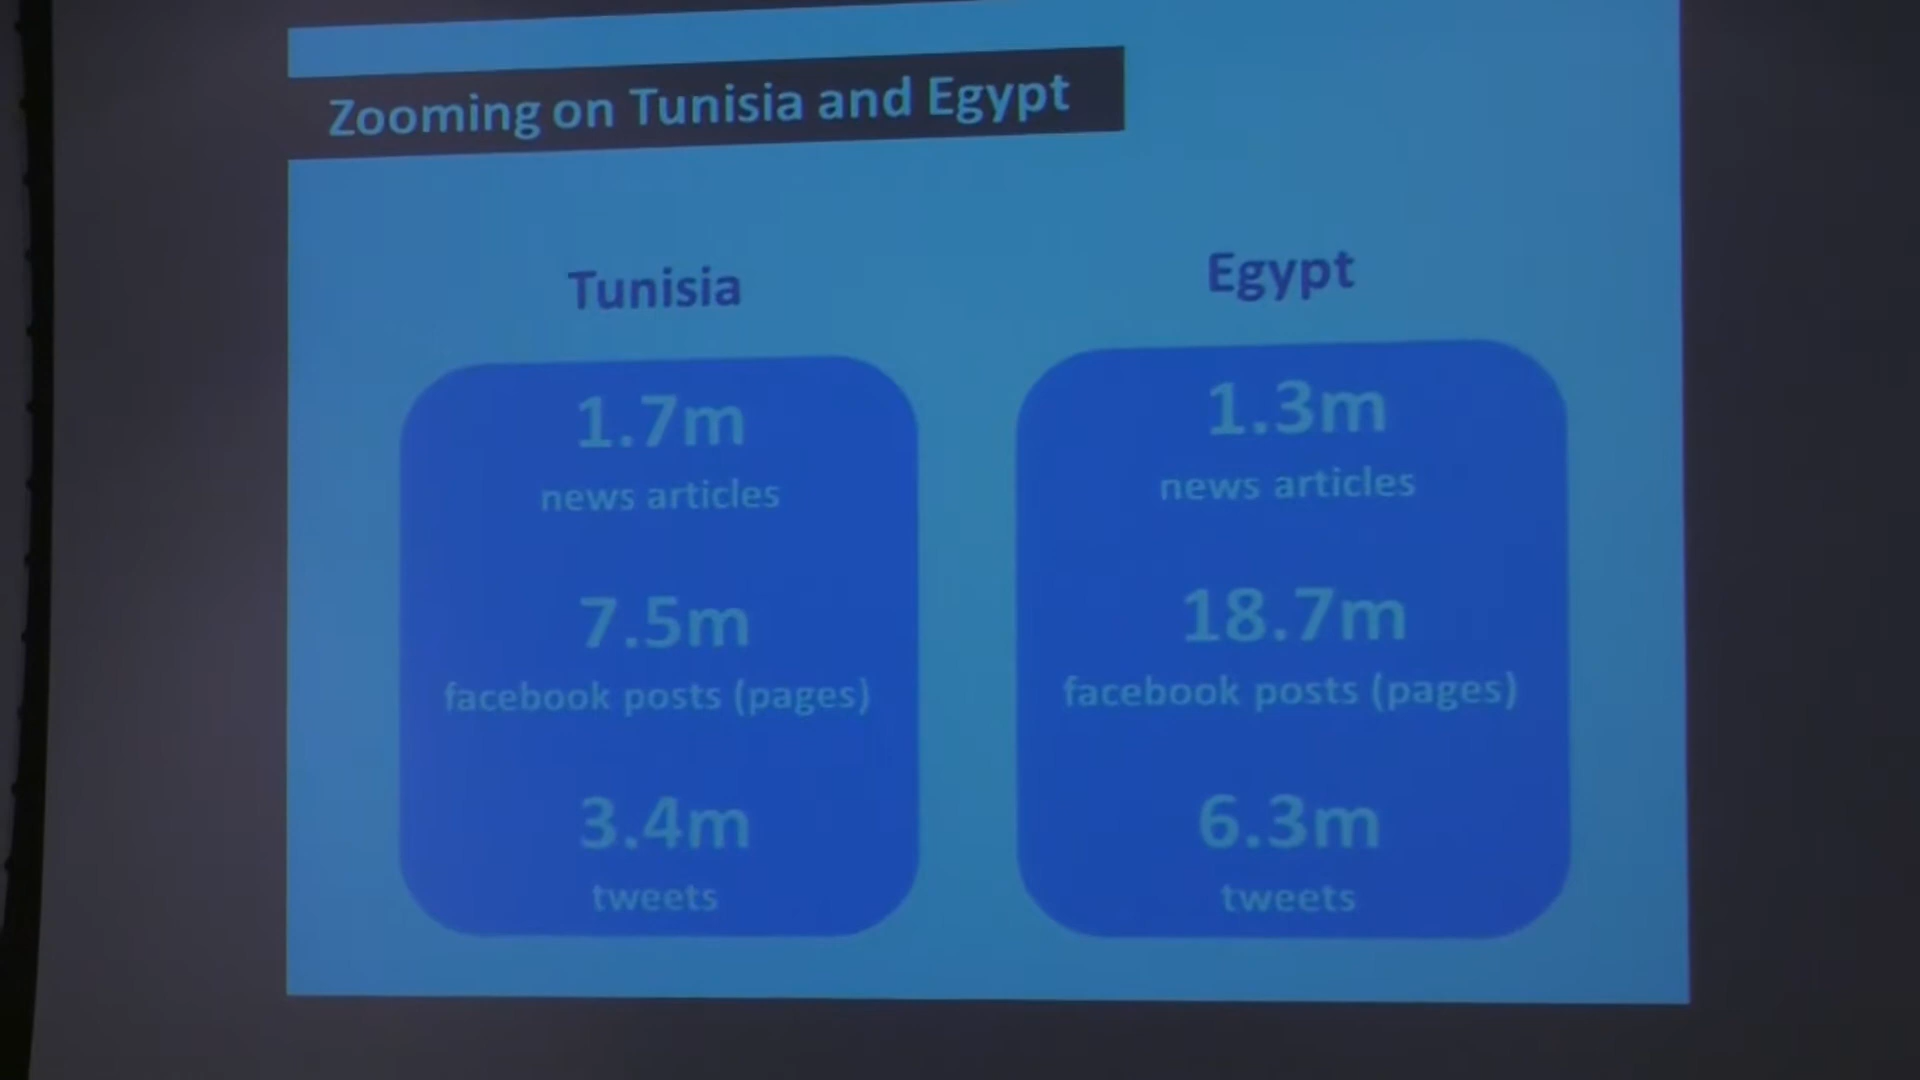 Zooming on Tunisia and Egypt
Tunisia
1.7m
news articles
7.5m
facebook posts (pages)
3.4m
tweets
Egypt
1.3m
news articles
18.7m
facebook posts (pages)
6.3m
tweets